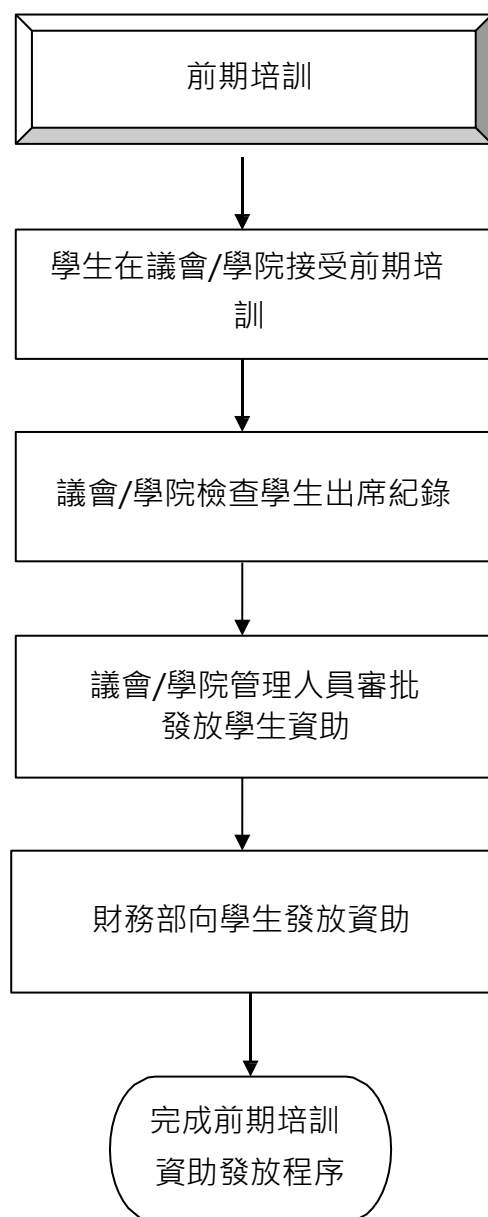 前期培訓
學生在議會/學院接受前期培
訓
議會/學院檢查學生出席紀錄
議會/學院管理人員審批
發放學生資助
財務部向學生發放資助
完成前期培訓
資助發放程序